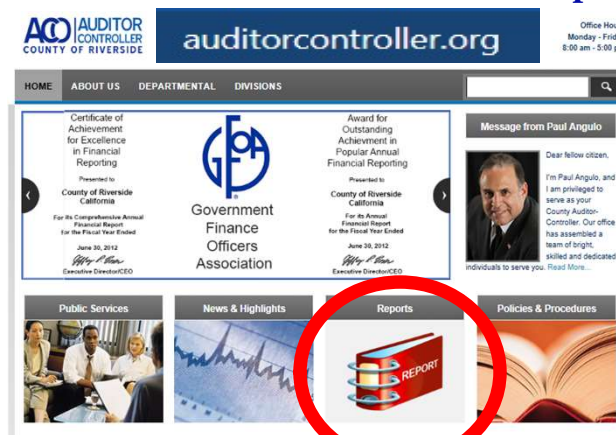 ACO AUDITOR
CONTROLLER
COUNTY OF RIVERSIDE
auditorcontroller.org
Office Hou
Monday - Frid
8:00 am - 5:00 p
HOME ABOUT US DEPARTMENTAL DIVISIONS
Certificate of
Achievement
for Excellence
in Financial
Reporting
Presented to
County of Riverside
California
For its Comprehensive Annual
Financial Report
for the Fiscal Year Ended
June 30, 2012
Executive Director/CEO
GFOA
Government
Finance
Officers
Association
Award for
Outstanding
Achievment in
Popular Annual
Financial Reporting
Presented to
County of Riverside
California
For its Annual
Financial Report
for the Fiscal Year Ended
June 30, 2012
Executive Director/CEO
Message from Paul Angulo
Dear fellow citizen,
I'm Paul Angulo, and
I am privileged to
serve as your
County Auditor-
Controller. Our office
has assembled a
team of bright,
skilled and dedicated
individuals to serve you. Read More...
Public Services
News & Highlights
Reports
Policies & Procedures
REPORT